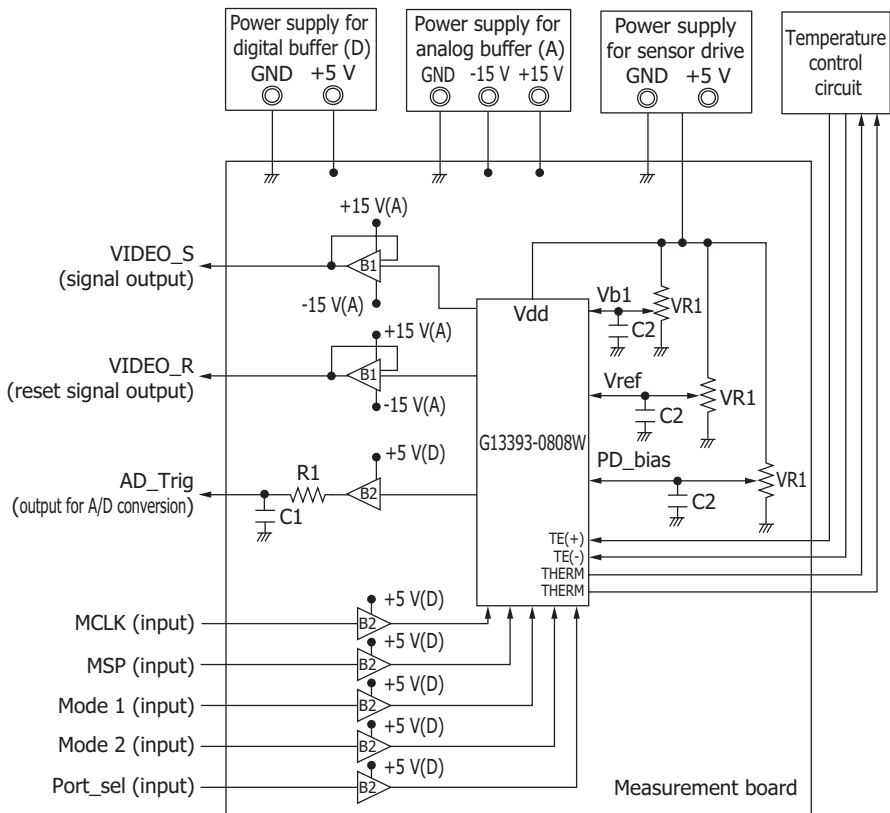 Power supply for
digital buffer (D)
GND +5 V
Power supply for
analog buffer (A)
GND -15 V +15 V
Power supply
for sensor drive
GND +5 V
Temperature
control
circuit
+15 V(A)
VIDEO_S
(signal output)
B1
-15 V(A)
Vdd
Vb1
VR1
C2
+15 V(A)
VIDEO_R
(reset signal output)
B1
-15 V(A)
Vref
VR1
C2
G13393-0808W
+5 V(D)
AD_Trig
(output for A/D conversion)
R1
B2
C1
PD_bias
VR1
C2
TE(+)
TE(-)
THERM
THERM
+5 V(D)
MCLK (input)
B2
+5 V(D)
MSP (input)
B2
+5 V(D)
Mode 1 (input)
B2
+5 V(D)
Mode 2 (input)
B2
+5 V(D)
Port_sel (input)
B2
Measurement board